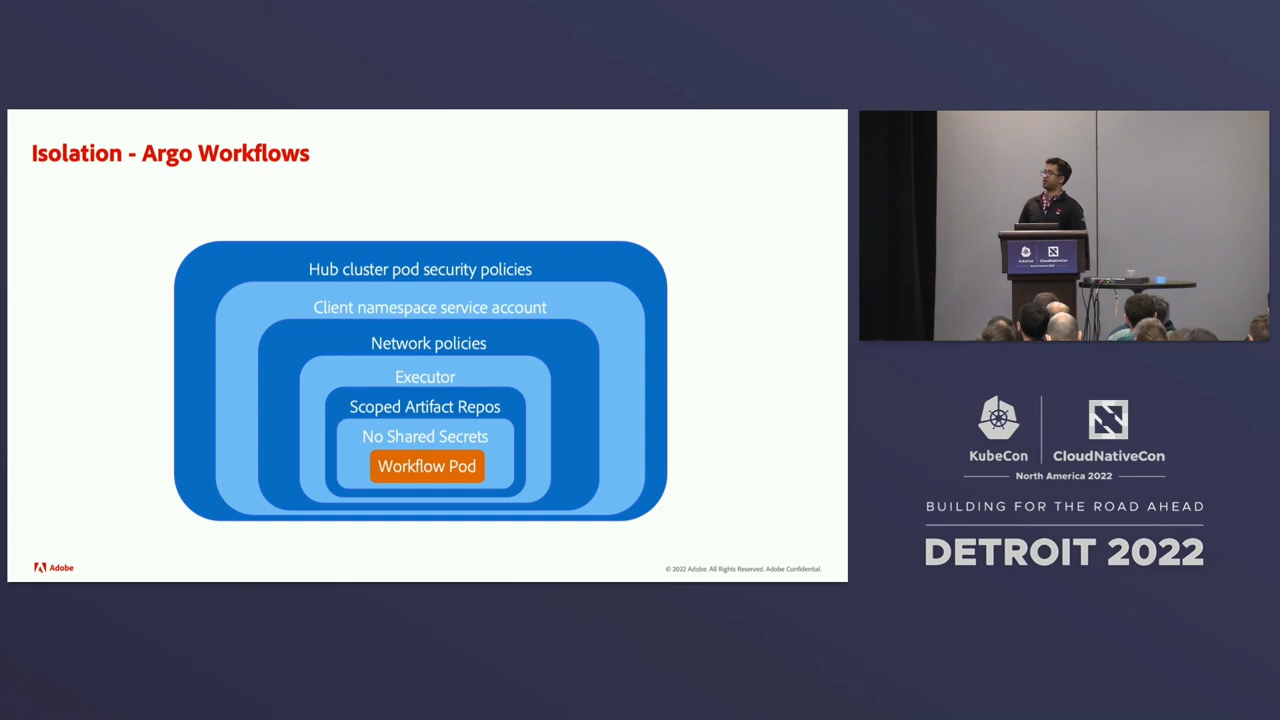 Isolation - Argo Workflows
Hub cluster pod security policies
Client namespace service account
Network policies
Executor
Scoped Artifact Repos
No Shared Secrets
Workflow Pod
Adobe
© 2022 Adobe. All Rights Reserved. Adobe Confidential.
KubeCon
CloudNativeCon
KubeCon
CloudNativeCon
North America 2022
BUILDING FOR THE ROAD AHEAD
DETROIT 2022